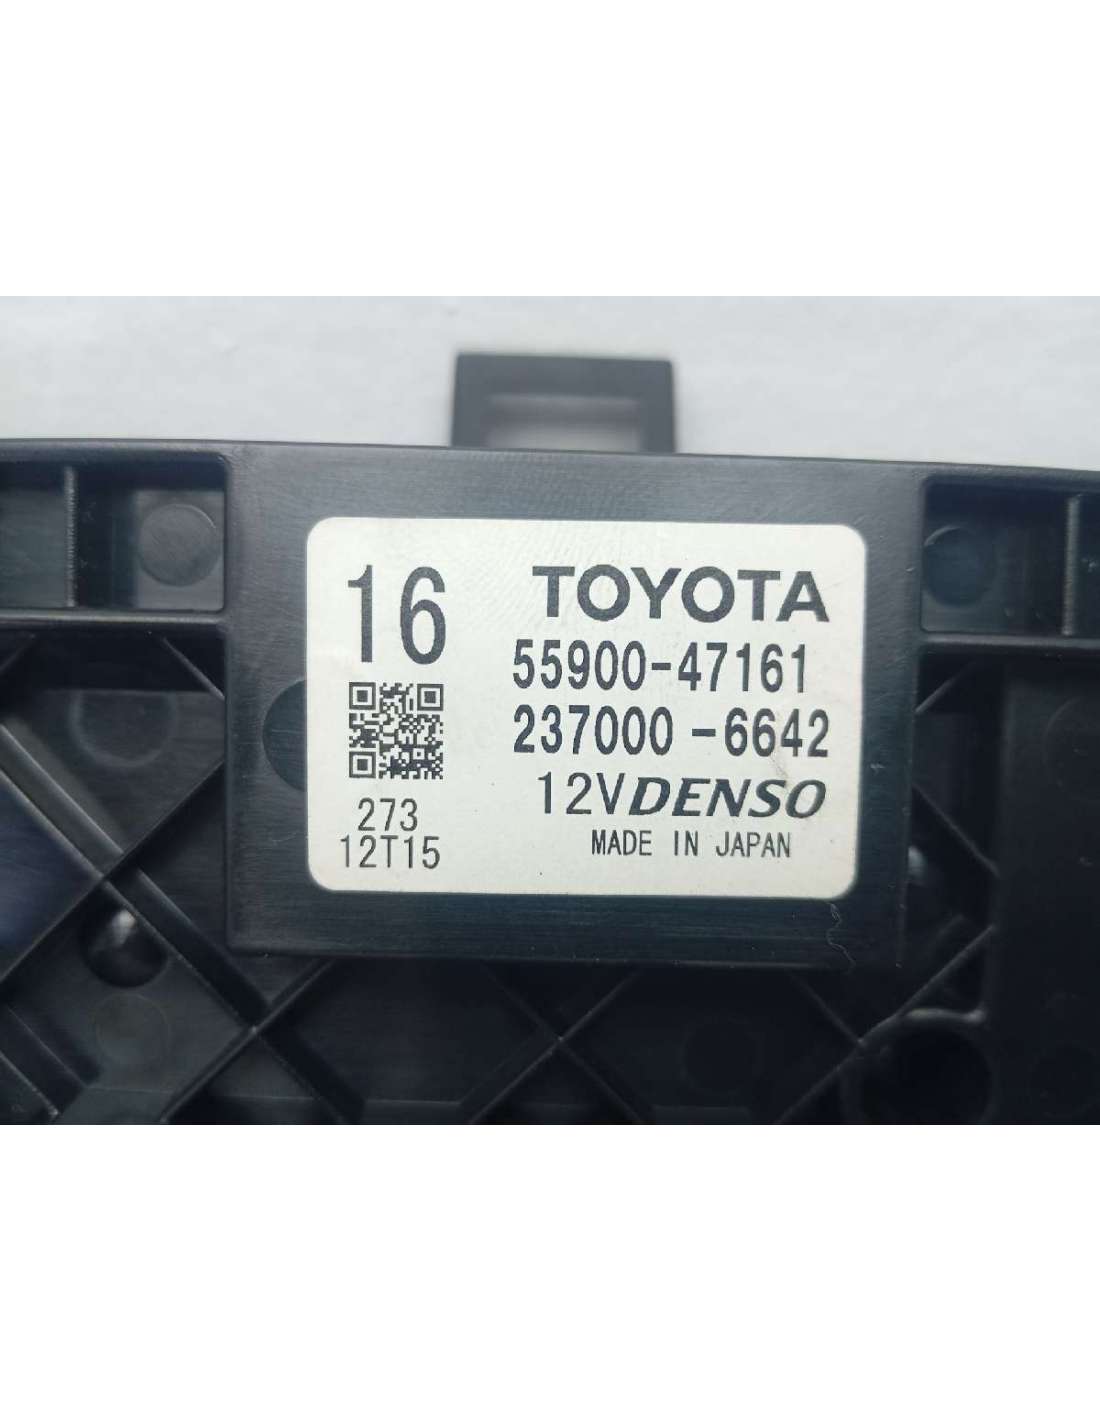 16
TOYOTA
55900-47161
237000-6642
12V DENSO
MADE IN JAPAN
273
12T15